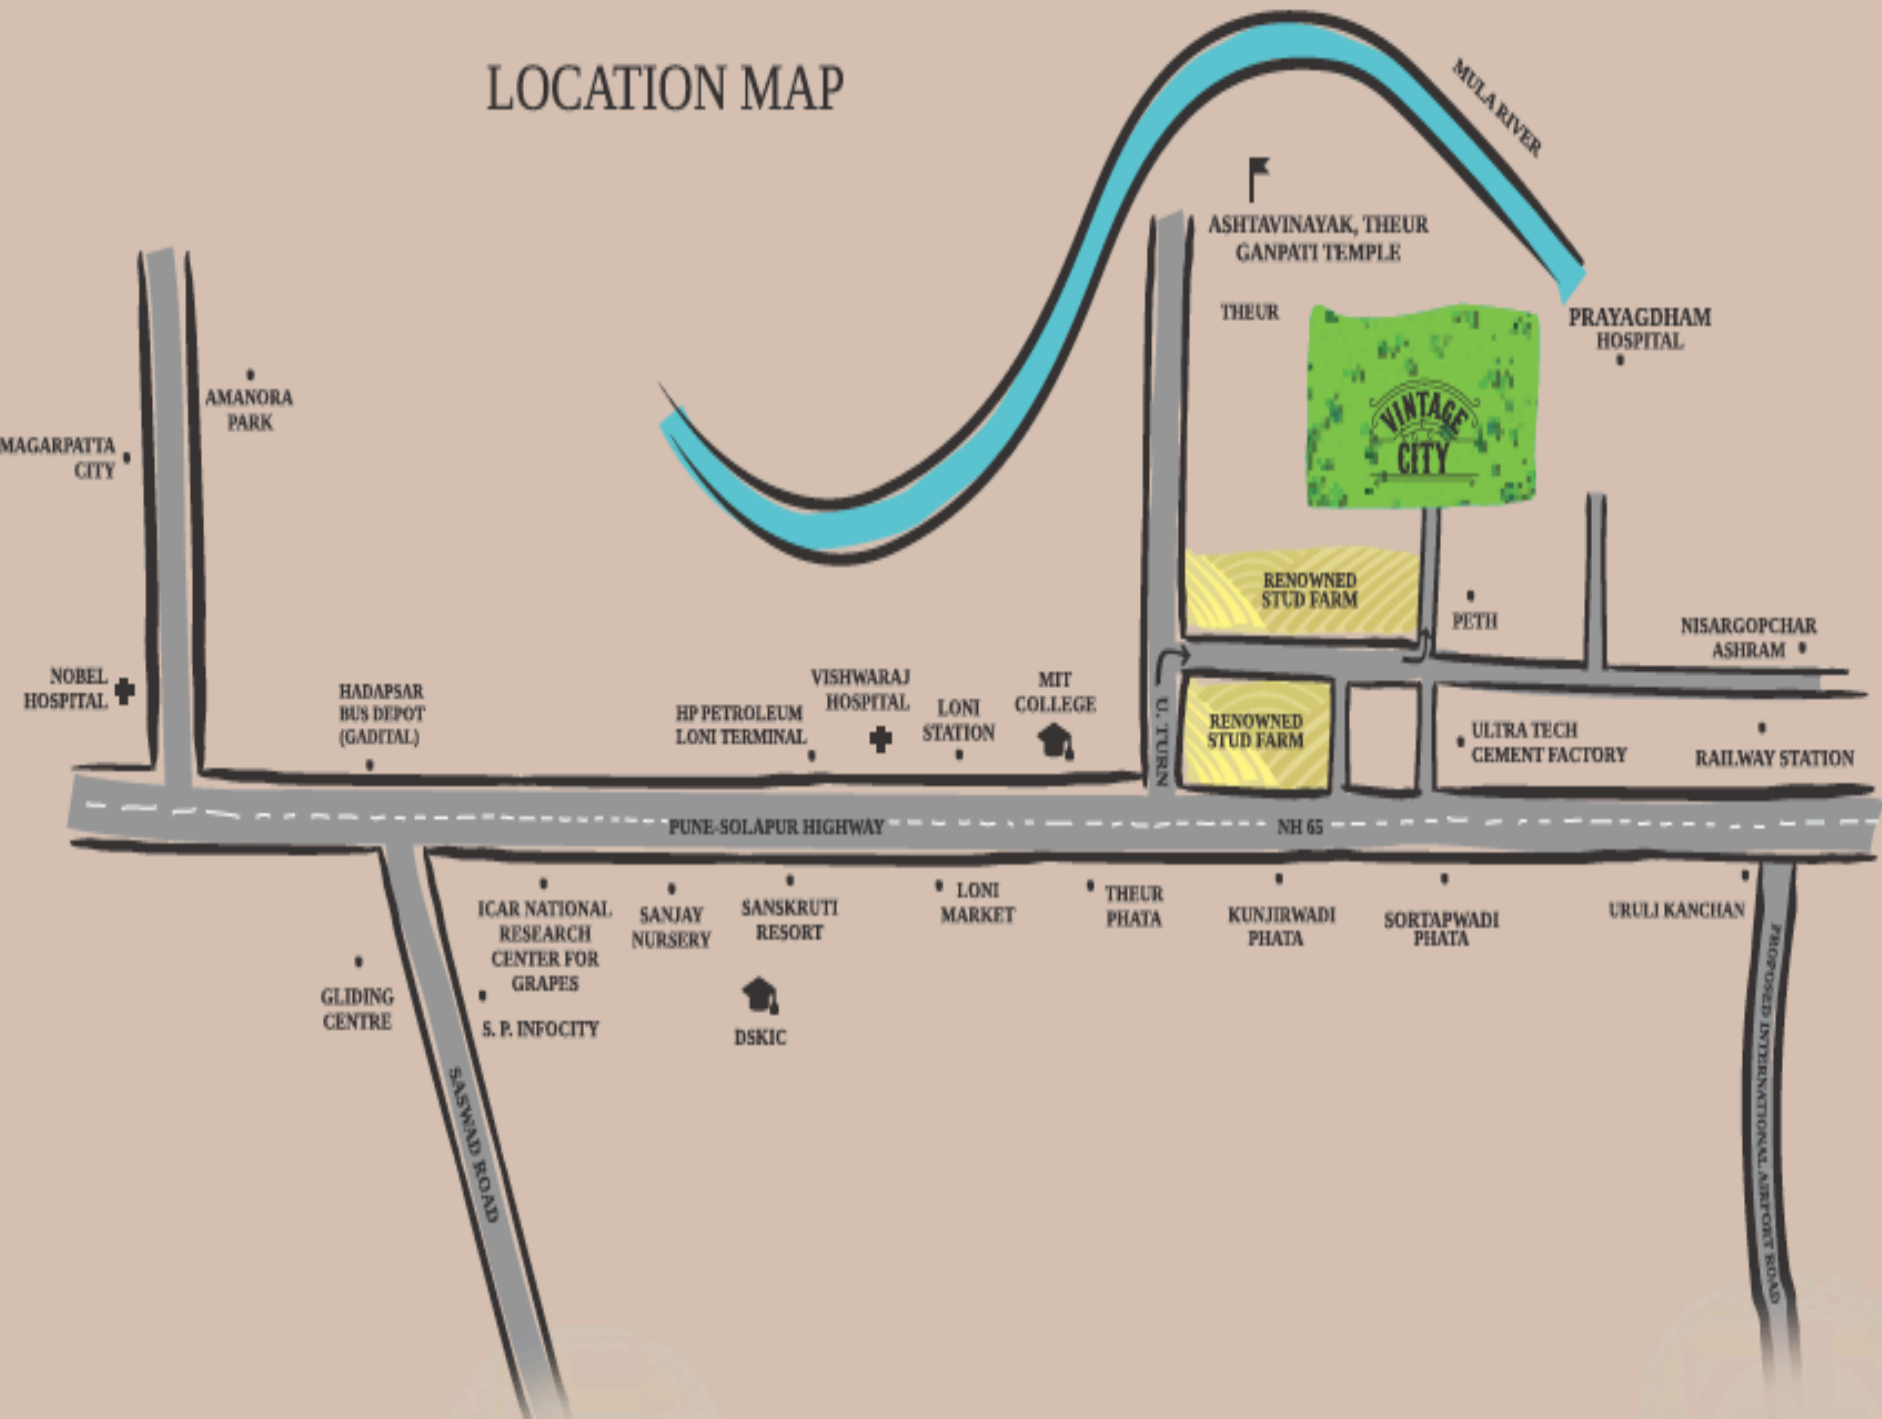 LOCATION MAP
MULA RIVER
ASHTAVINAYAK, THEUR
GANPATI TEMPLE
THEUR
PRAYAGDHAM
HOSPITAL
VINTAGE
CITY
AMANORA
PARK
MAGARPATTA
CITY
RENOWNED
STUD FARM
PETH
NISARGOPCHAR
ASHRAM
NOBEL
HOSPITAL
HADAPSAR
BUS DEPOT
(GADITAL)
HP PETROLEUM
LONI TERMINAL
VISHWARAJ
HOSPITAL
LONI
STATION
MIT
COLLEGE
U. TURN
RENOWNED
STUD FARM
ULTRA TECH
CEMENT FACTORY
RAILWAY STATION
PUNE-SOLAPUR HIGHWAY
NH 65
ICAR NATIONAL
RESEARCH
CENTER FOR
GRAPES
SANJAY
NURSERY
SANSKRUTI
RESORT
LONI
MARKET
THEUR
PHATA
KUNJIRWADI
PHATA
SORTAPWADI
PHATA
URULI KANCHAN
GLIDING
CENTRE
S. P. INFOCITY
DSKIC
SASWAD ROAD
PROPOSED INTERNATIONAL AIRPORT ROAD